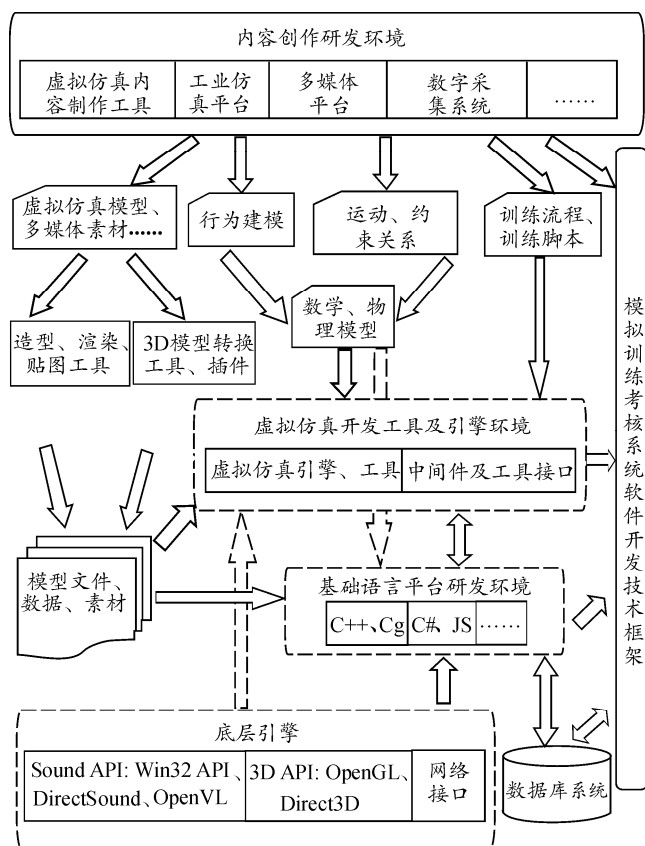 内容创作研发环境
虚拟仿真内
容制作工具
工业仿
真平台
多媒体
平台
数字采
集系统
……
虚拟仿真模型、
多媒体素材……
行为建模
运动、约
束关系
训练流程、
训练脚本
数学、物
理模型
造型、渲染、
贴图工具
3D模型转换
工具、插件
模拟训练考核系统软件开发技术框架
虚拟仿真开发工具及引擎环境
虚拟仿真引擎、工具
中间件及工具接口
模型文件、
数据、素材
基础语言平台研发环境
C++、Cg
C#、JS
……
底层引擎
Sound API: Win32 API、
DirectSound、OpenVL
3D API: OpenGL、
Direct3D
网络
接口
数据库系统